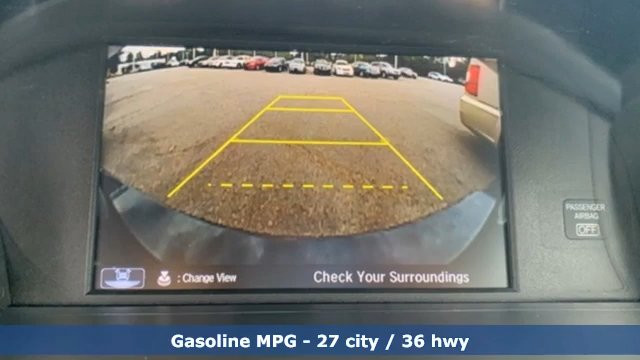 PASSENGER
AIRBAG
OFF
: Change View
Check Your Surroundings
Gasoline MPG - 27 city / 36 hwy